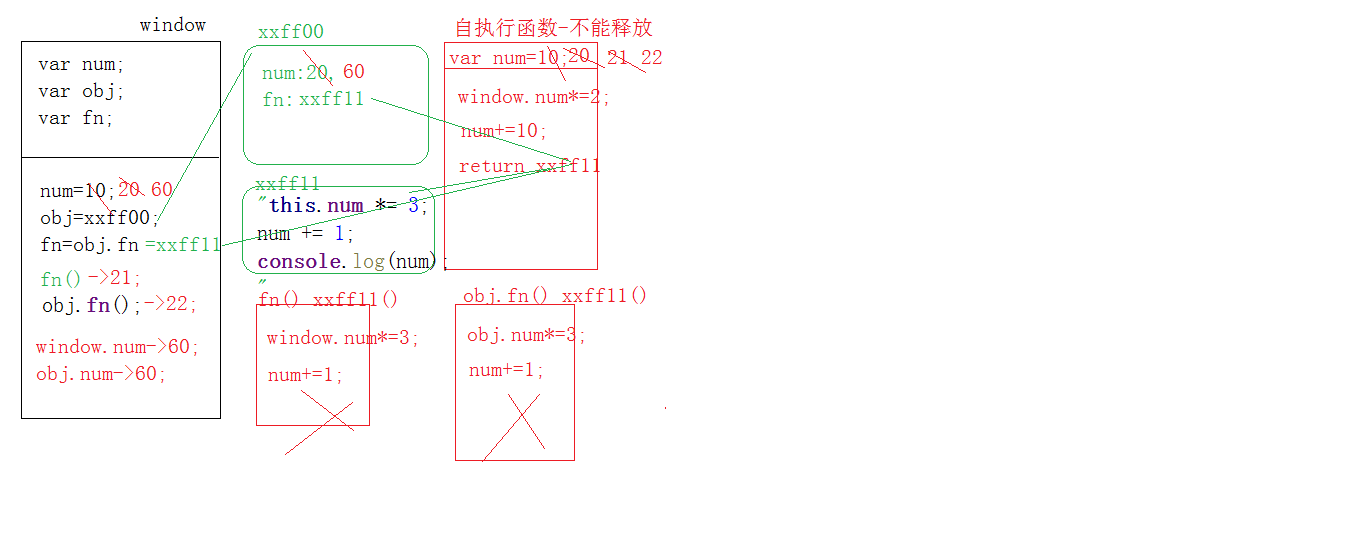 window
var num;
var obj;
var fn;
num=10;20 60
obj=xxff00;
fn=obj.fn =xxff11
fn() ->21;
obj.fn();->22;
window.num->60;
obj.num->60;
xxff00
num:20, 60
fn: xxff11
xxff11
"this.num *= 3;
num += 1;
console.log(num);
"
fn() xxff11()
window.num*=3;
num+=1;
自执行函数-不能释放
var num=10;20 21 22
window.num*=2;
num+=10;
return xxff11
obj.fn() xxff11()
obj.num*=3;
num+=1;